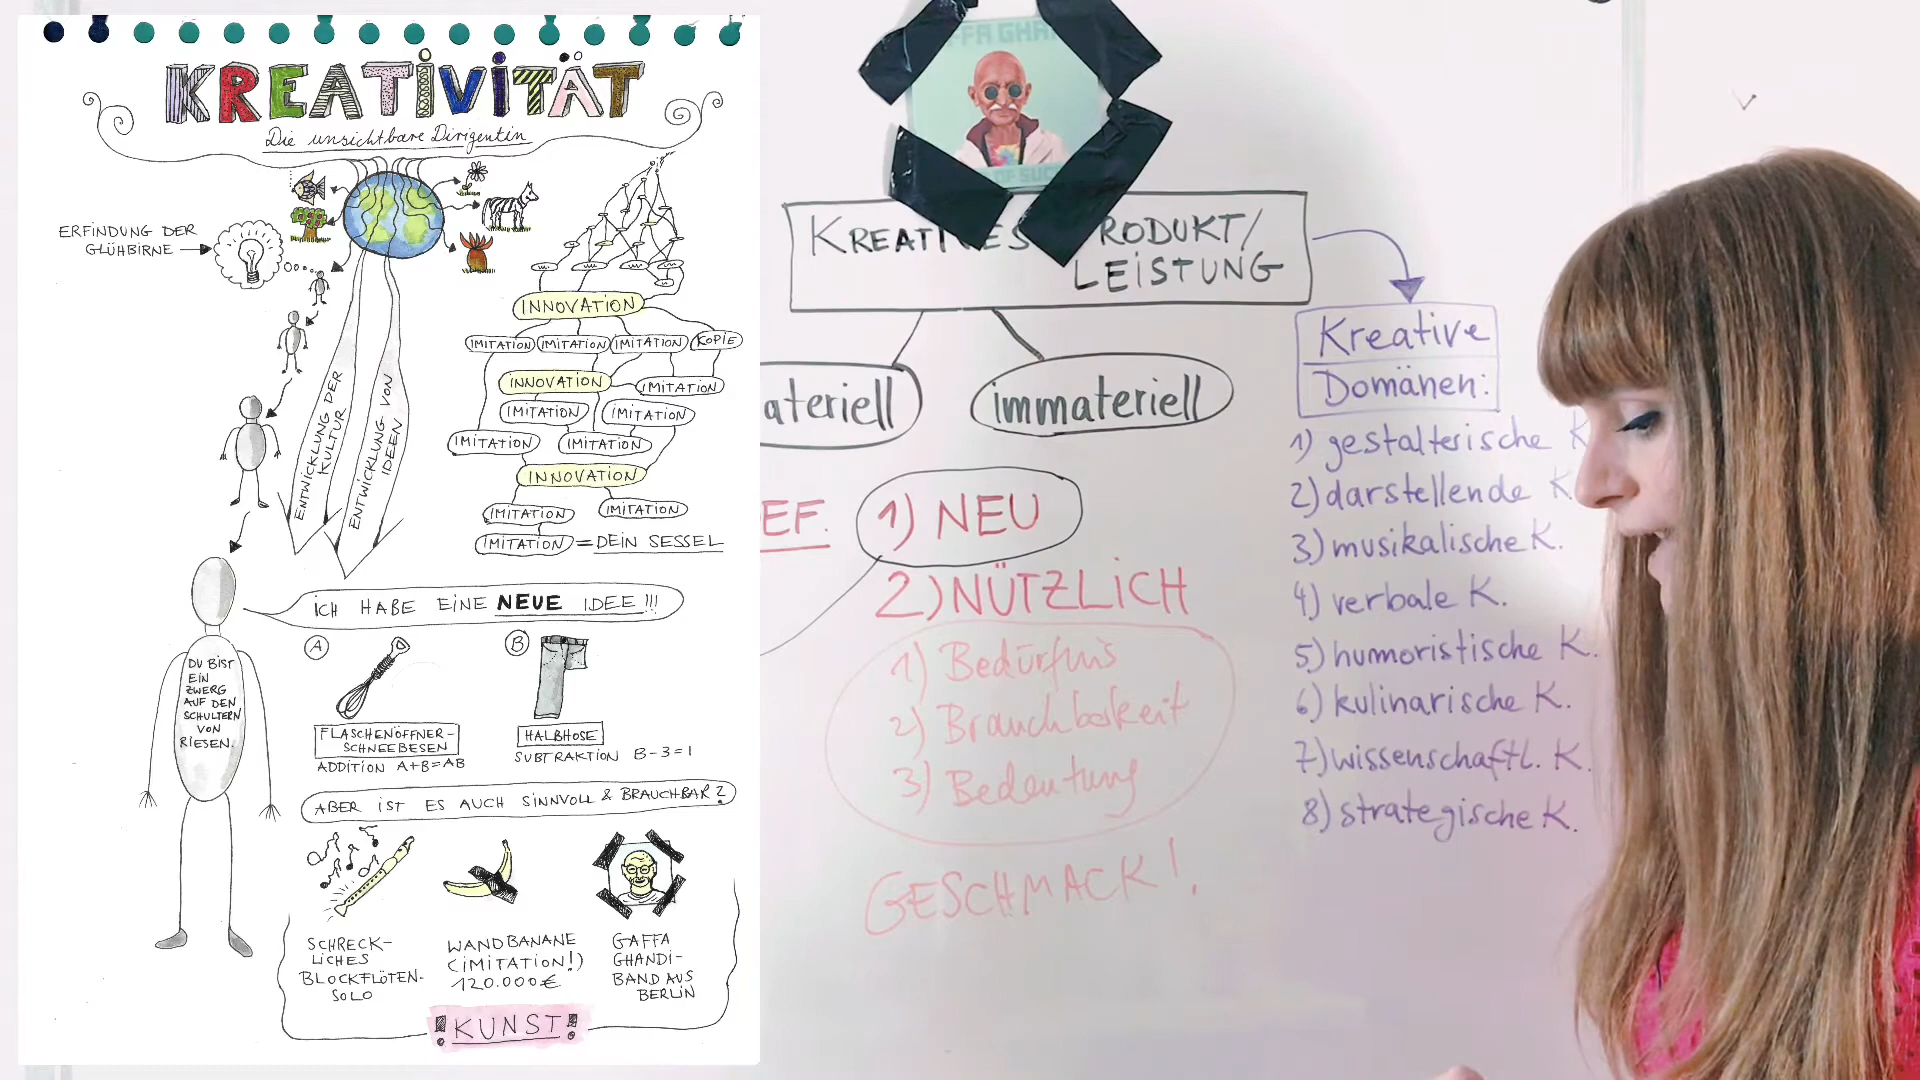 KREATIVITÄT
Die unsichtbare Dirigentin
ERFINDUNG DER
GLÜHBIRNE
INNOVATION
IMITATION
IMITATION
IMITATION
KOPIE
INNOVATION
IMITATION
IMITATION
IMITATION
IMITATION
IMITATION
INNOVATION
IMITATION
IMITATION
IMITATION = DEIN SESSEL
ENTWICKLUNG DER
KULTUR
ENTWICKLUNG VON
IDEEN
ICH HABE EINE NEUE IDEE!!!
DU BIST
EIN
ZWERG
AUF DEN
SCHULTERN
VON
RIESEN.
A
B
FLASCHENÖFFNER-
SCHNEEBESEN
ADDITION A+B=AB
HALBHOSE
SUBTRAKTION B-3=1
ABER IST ES AUCH SINNVOLL & BRAUCHBAR?
SCHRECK-
LICHES
BLOCKFLÖTEN-
SOLO
WANDBANANE
(IMITATION!)
120.000€
GAFFA
GHANDI-
BAND AUS
BERLIN
!KUNST!
FFA GHA
OF SUC
KREATI ES RODUKT/
LEISTUNG
ateriell
immateriell
EF.
1) NEU
2) NÜTZLICH
1) Bedürfnis
2) Brauchbarkeit
3) Bedeutung
GESCHMACK!
Kreative
Domänen:
1) gestalterische K
2) darstellende K
3) musikalische K.
4) verbale K.
5) humoristische K.
6) kulinarische K.
7) wissenschaftl. K.
8) strategische K.